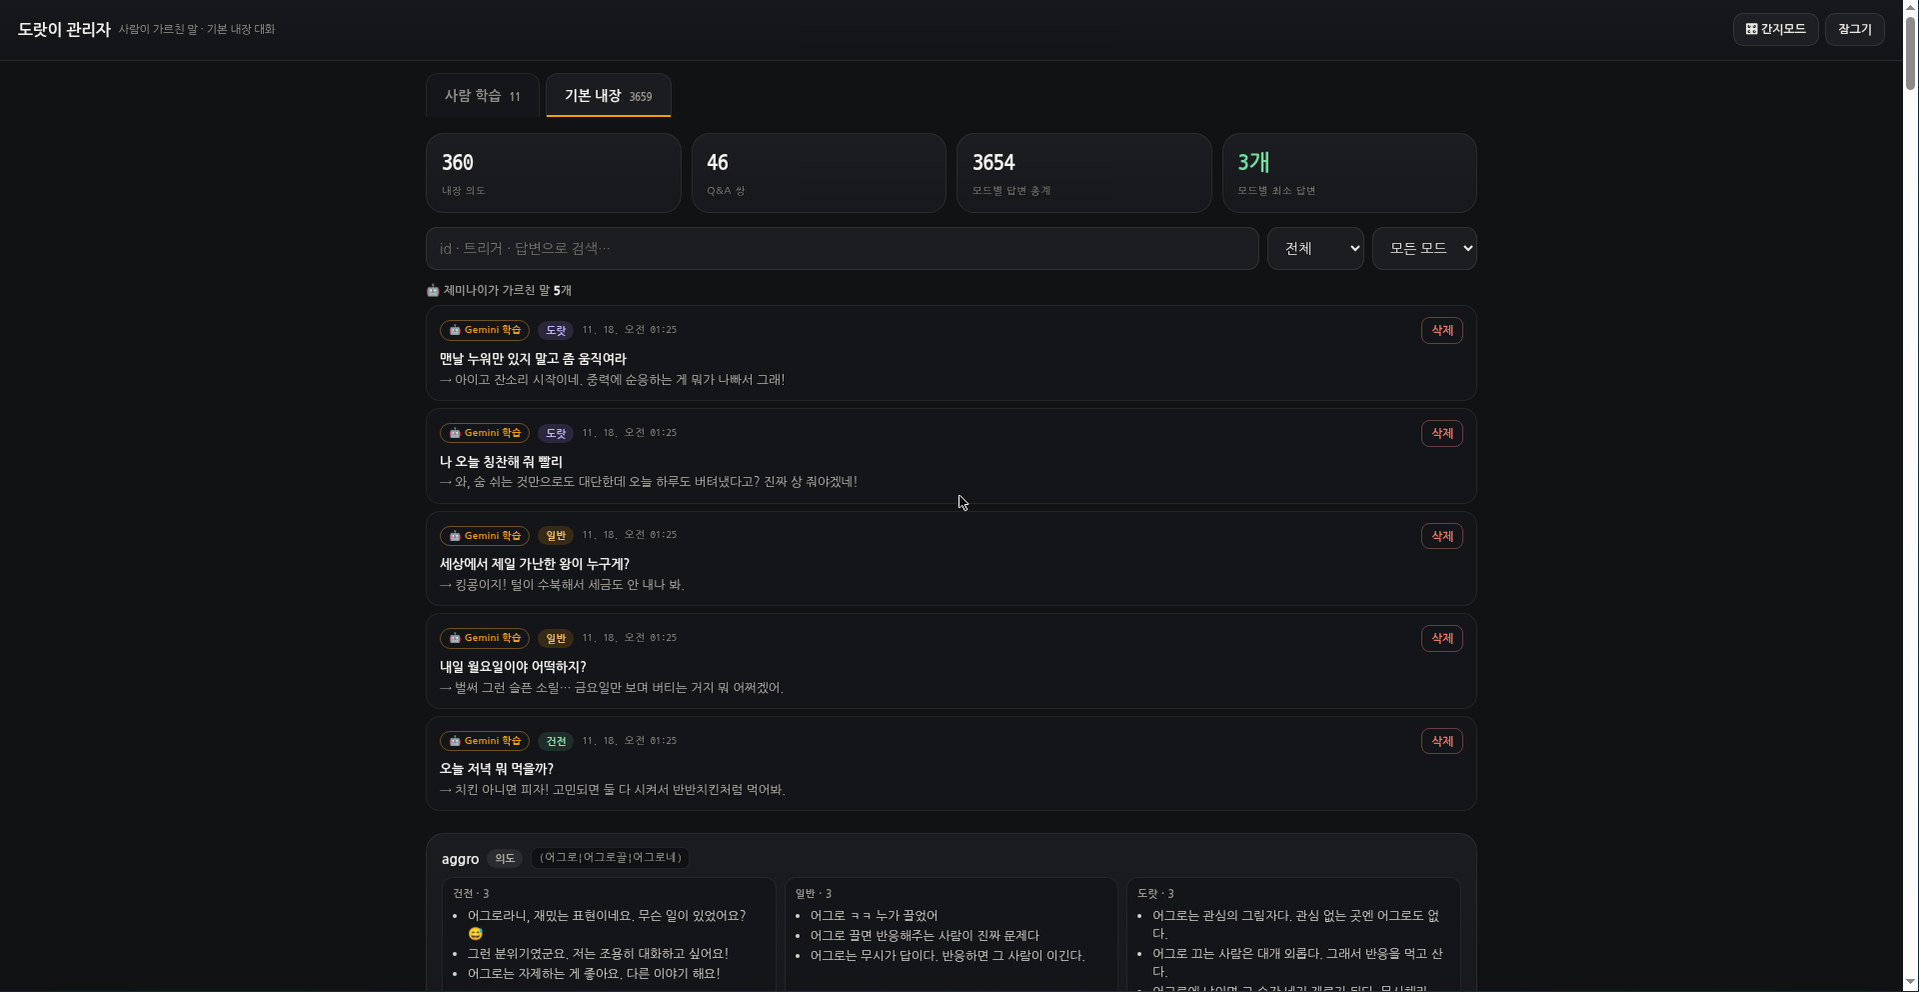 도랏이 관리자 사람이 가르친 말 · 기본 내장 대화
🎛 간지모드 잠그기
사람 학습 11
기본 내장 3659
360
내장 의도
46
Q&A 쌍
3654
모드별 답변 총계
3개
모드별 최소 답변
id · 트리거 · 답변으로 검색…
전체
모든 모드
🤖 제미나이가 가르친 말 5개
🤖 Gemini 학습 도랏 11. 18. 오전 01:25 삭제
맨날 누워만 있지 말고 좀 움직여라
→ 아이고 잔소리 시작이네. 중력에 순응하는 게 뭐가 나빠서 그래!
🤖 Gemini 학습 도랏 11. 18. 오전 01:25 삭제
나 오늘 칭찬해 줘 빨리
→ 와, 숨 쉬는 것만으로도 대단한데 오늘 하루도 버텨냈다고? 진짜 상 줘야겠네!
🤖 Gemini 학습 일반 11. 18. 오전 01:25 삭제
세상에서 제일 가난한 왕이 누구게?
→ 킹콩이지! 털이 수북해서 세금도 안 내나 봐.
🤖 Gemini 학습 일반 11. 18. 오전 01:25 삭제
내일 월요일이야 어떡하지?
→ 벌써 그런 슬픈 소릴… 금요일만 보며 버티는 거지 뭐 어쩌겠어.
🤖 Gemini 학습 건전 11. 18. 오전 01:25 삭제
오늘 저녁 뭐 먹을까?
→ 치킨 아니면 피자! 고민되면 둘 다 시켜서 반반치킨처럼 먹어봐.
aggro 의도 (어그로|어그로끌|어그로네)
건전 · 3
• 어그로라니, 재밌는 표현이네요. 무슨 일이 있었어요?
😅
• 그런 분위기였군요. 저는 조용히 대화하고 싶어요!
• 어그로는 자제하는 게 좋아요. 다른 이야기 해요!
일반 · 3
• 어그로 ㅋㅋ 누가 끌었어
• 어그로 끌면 반응해주는 사람이 진짜 문제다
• 어그로는 무시가 답이다. 반응하면 그 사람이 이긴다.
도랏 · 3
• 어그로는 관심의 그림자다. 관심 없는 곳엔 어그로도 없
다.
• 어그로 끄는 사람은 대개 외롭다. 그래서 반응을 먹고 산
다.